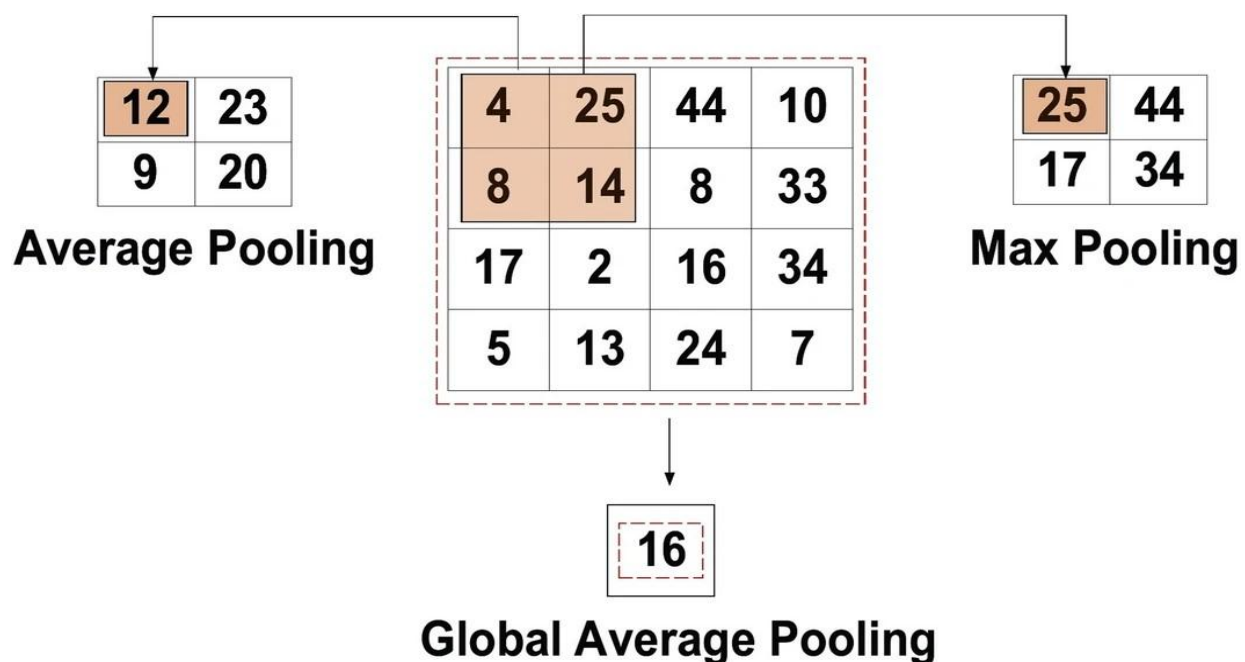 12 23
9 20
Average Pooling
4 25 44 10
8 14 8 33
17 2 16 34
5 13 24 7
25 44
17 34
Max Pooling
16
Global Average Pooling